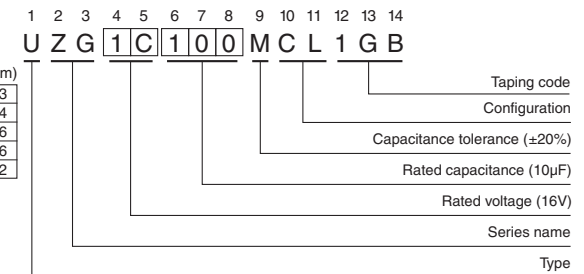 1 2 3 4 5 6 7 8 9 10 11 12 13 14
U Z G 1 C 1 0 0 M C L 1 G B
m)
3
4
6
6
2
Taping code
Configuration
Capacitance tolerance (±20%)
Rated capacitance (10µF)
Rated voltage (16V)
Series name
Type